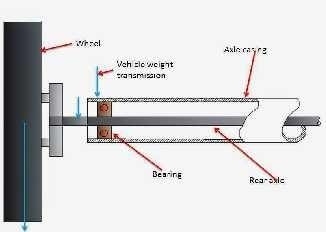 Wheel
Vehicle weight
transmission
Axle casing
Bearing
Rear axle